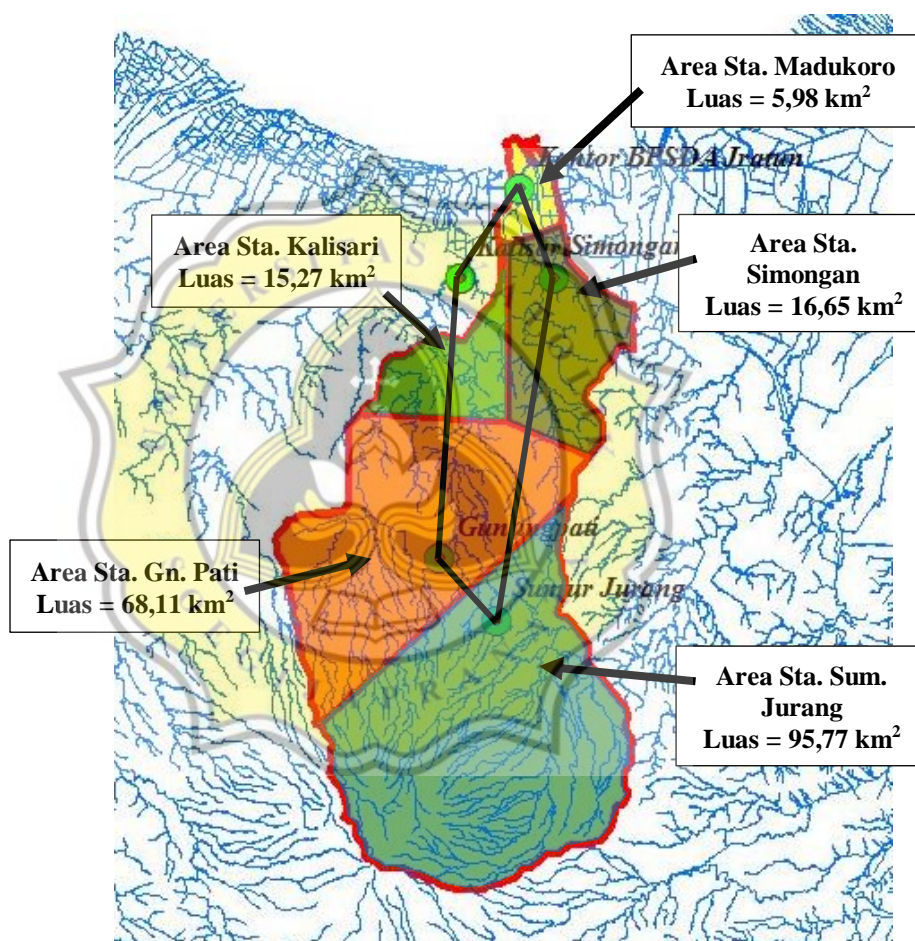 Area Sta. Madukoro
Luas = 5,98 km²
Kantor BPSDA Jratun
Area Sta. Kalisari
Luas = 15,27 km²
Kalisari
Simongan
Area Sta.
Simongan
Luas = 16,65 km²
Gunungpati
Area Sta. Gn. Pati
Luas = 68,11 km²
Sumur Jurang
Area Sta. Sum.
Jurang
Luas = 95,77 km²